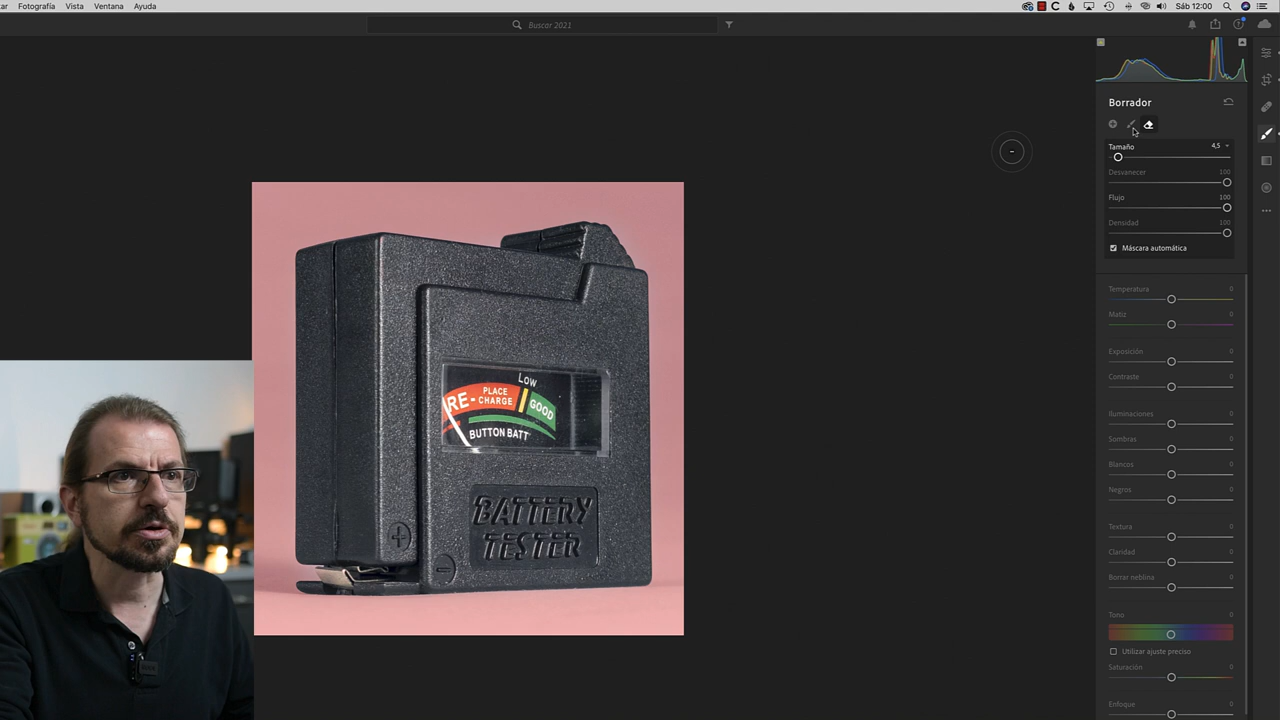 Fotografía Vista Ventana Ayuda
Sáb 12:00
Buscar 2021
Borrador
Tamaño 4,5
Desvanecer 100
Flujo 100
Densidad 100
Máscara automática
Temperatura 0
Matiz 0
Exposición 0
Contraste 0
Iluminaciones 0
Sombras 0
Blancos 0
Negros 0
Textura 0
Claridad 0
Borrar neblina 0
Tono 0
Utilizar ajuste preciso
Saturación 0
Enfoque 0
LOW
RE-PLACE
CHARGE
GOOD
BUTTON BATT
BATTERY
TESTER